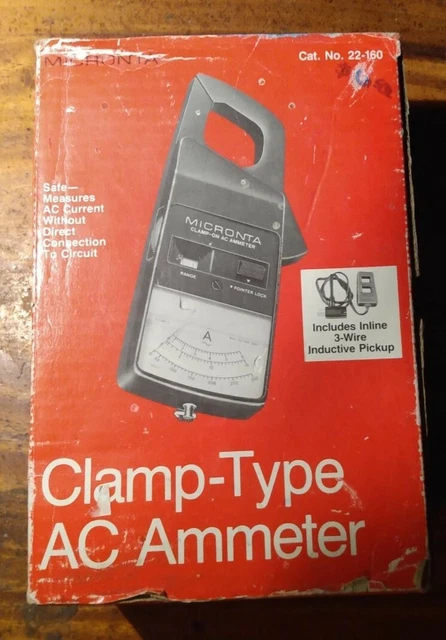 MICRONTA
Cat. No. 22-160
Safe—
Measures
AC Current
Without
Direct
Connection
To Circuit
MICRONTA
CLAMP-ON AC AMMETER
RANGE
POINTER LOCK
A
Includes Inline
3-Wire
Inductive Pickup
Clamp-Type
AC Ammeter